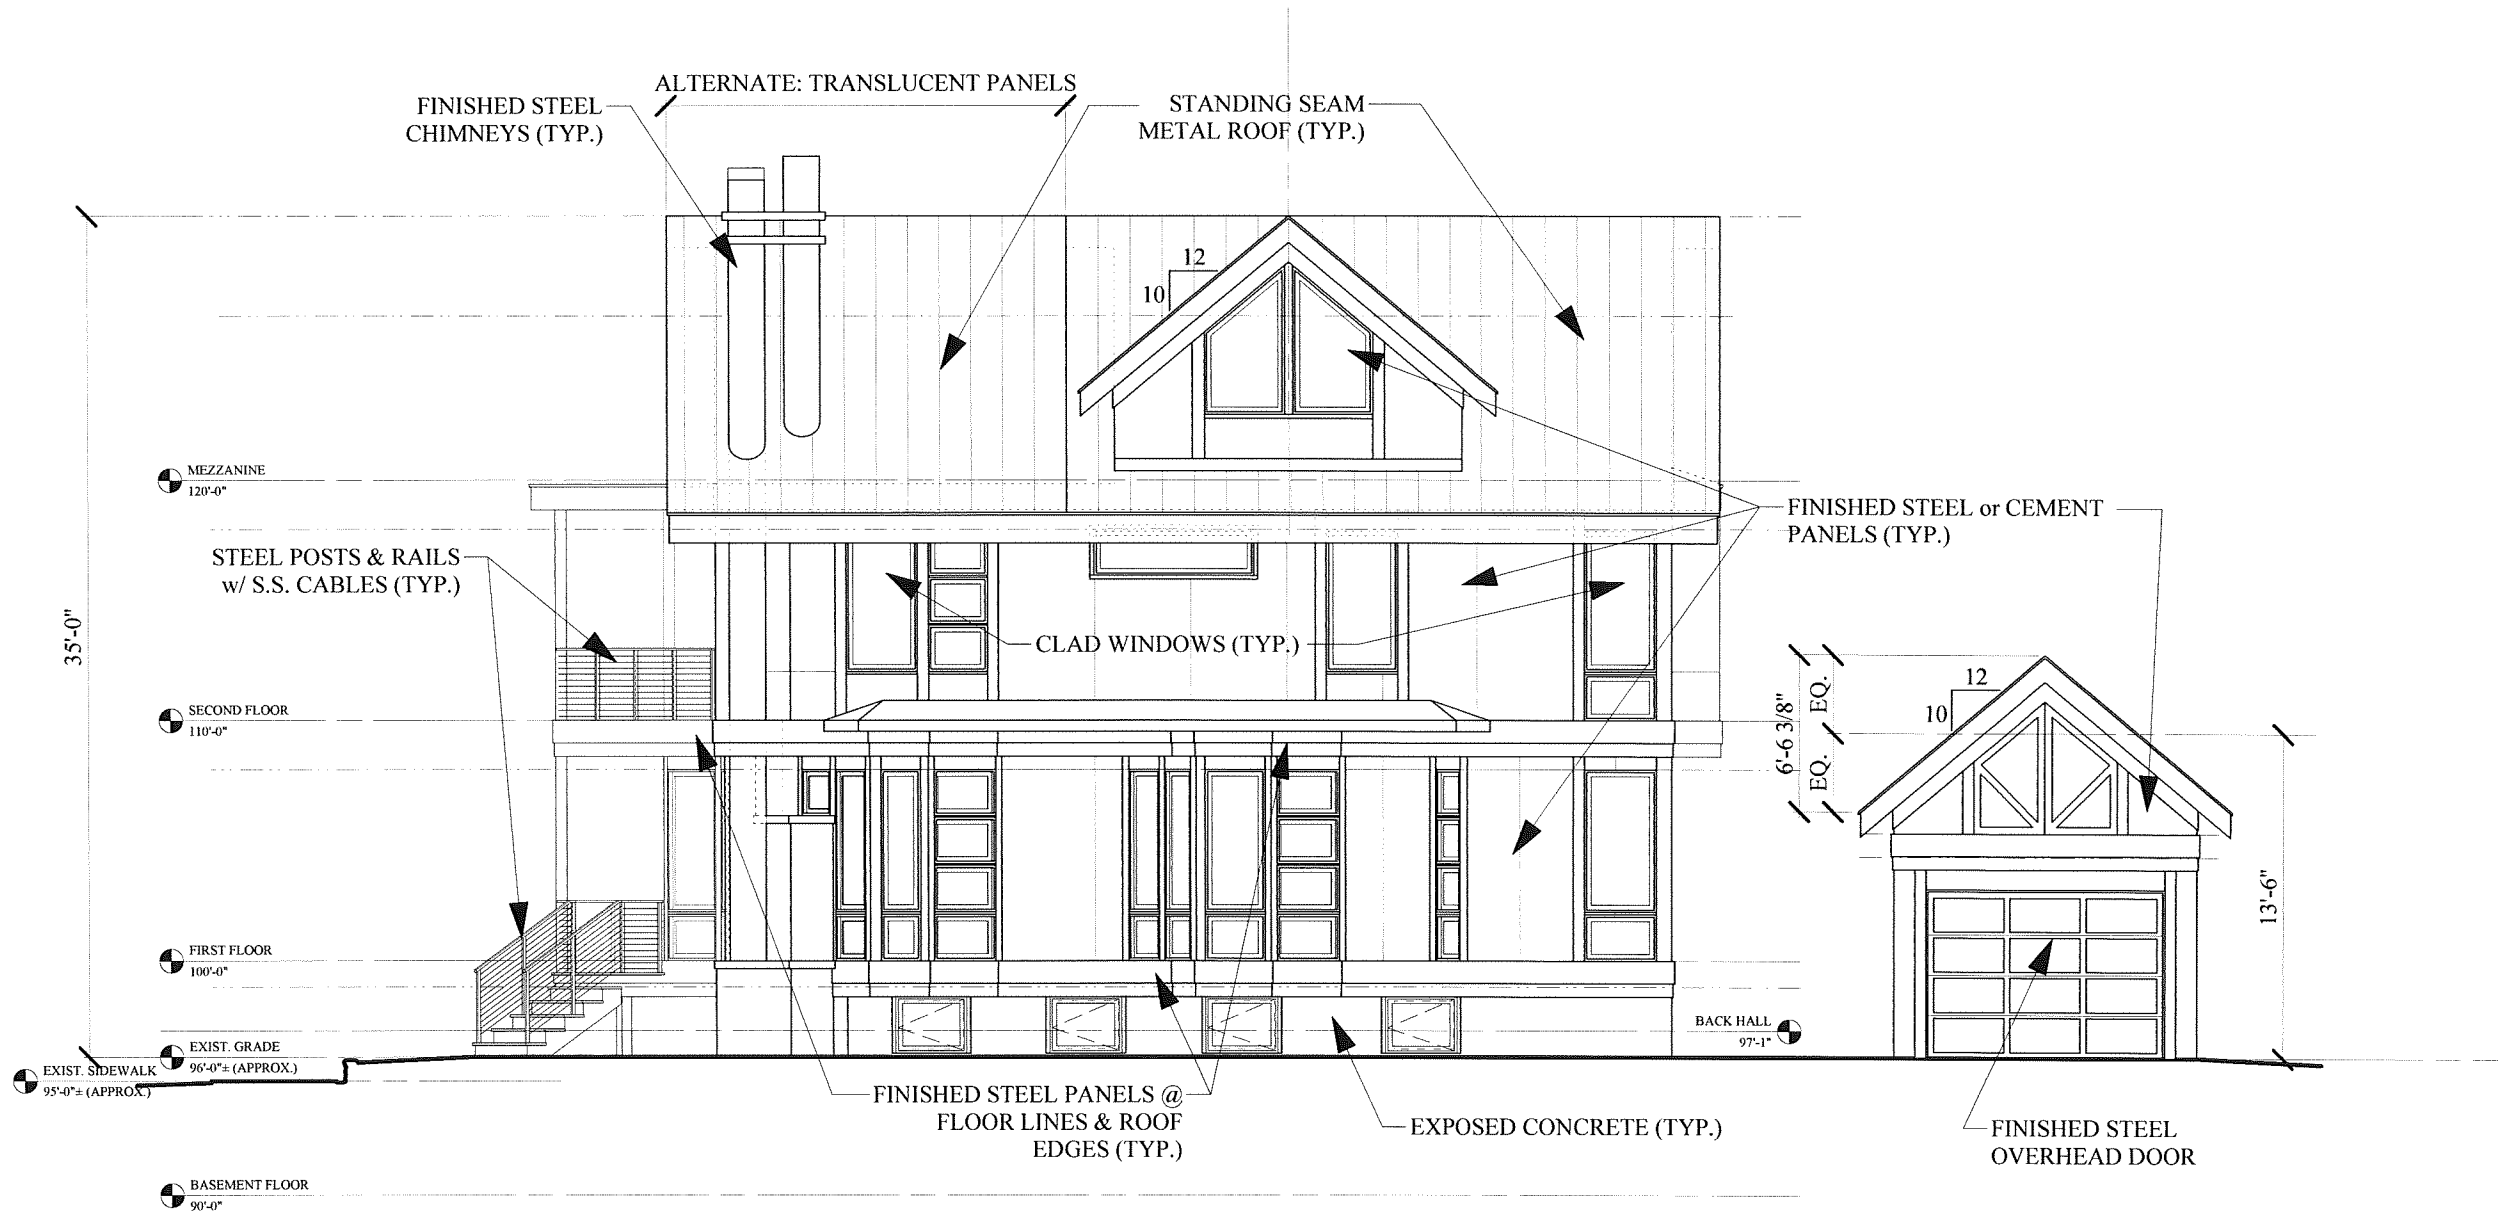 ALTERNATE: TRANSLUCENT PANELS
FINISHED STEEL
CHIMNEYS (TYP.)
STANDING SEAM
METAL ROOF (TYP.)
12
10
35'-0"
MEZZANINE
120'-0"
STEEL POSTS & RAILS
w/ S.S. CABLES (TYP.)
FINISHED STEEL or CEMENT
PANELS (TYP.)
CLAD WINDOWS (TYP.)
SECOND FLOOR
110'-0"
6'-6 3/8"
EQ.
EQ.
12
10
13'-6"
FIRST FLOOR
100'-0"
BACK HALL
97'-1"
EXIST. GRADE
96'-0"± (APPROX.)
EXIST. SIDEWALK
95'-0"± (APPROX.)
FINISHED STEEL PANELS @
FLOOR LINES & ROOF
EDGES (TYP.)
EXPOSED CONCRETE (TYP.)
FINISHED STEEL
OVERHEAD DOOR
BASEMENT FLOOR
90'-0"